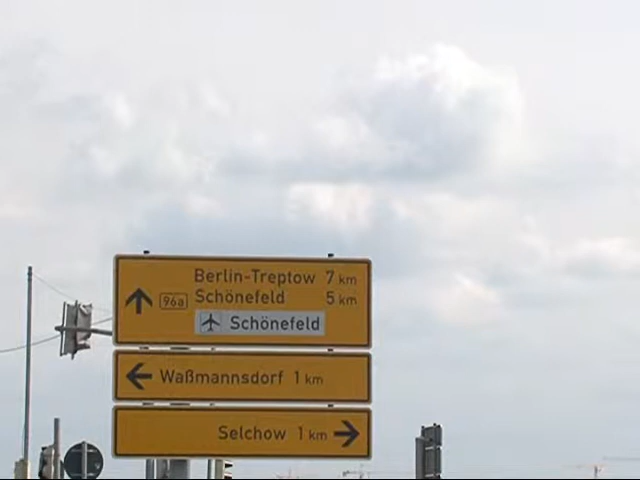 Berlin-Treptow 7 km
96a Schönefeld 5 km
Schönefeld
Waßmannsdorf 1 km
Selchow 1 km